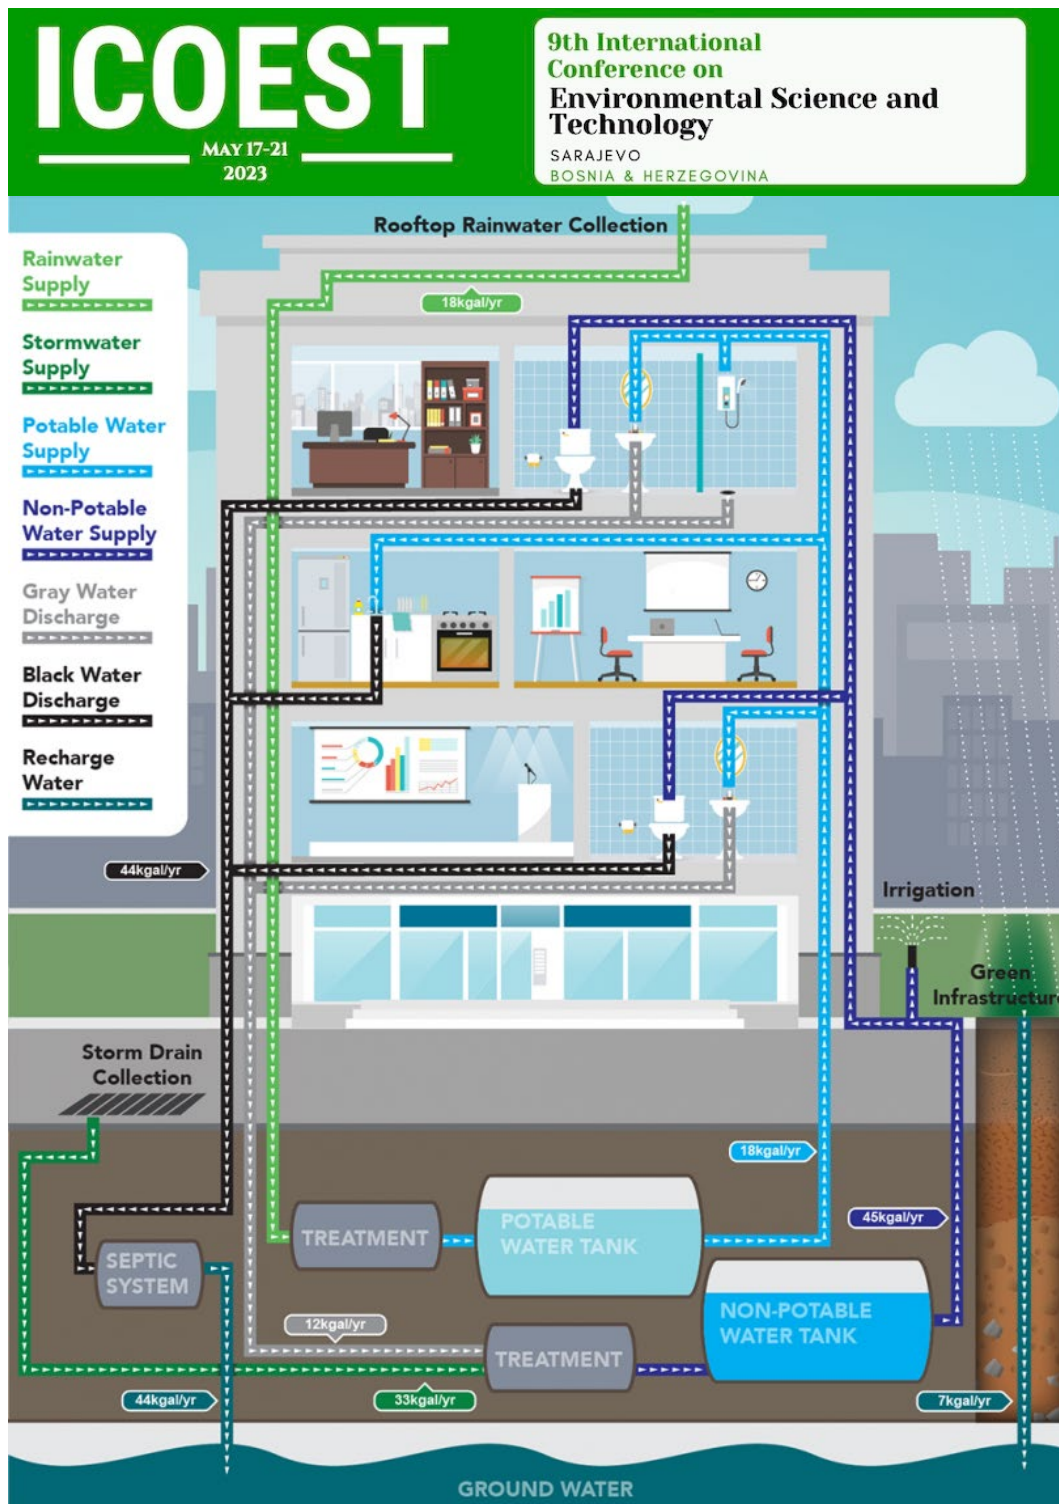 ICOEST
MAY 17-21
2023
9th International
Conference on
Environmental Science and
Technology
SARAJEVO
BOSNIA & HERZEGOVINA
Rooftop Rainwater Collection
18kgal/yr
Rainwater
Supply
Stormwater
Supply
Potable Water
Supply
Non-Potable
Water Supply
Gray Water
Discharge
Black Water
Discharge
Recharge
Water
44kgal/yr
Irrigation
Green
Infrastructure
Storm Drain
Collection
18kgal/yr
45kgal/yr
TREATMENT
POTABLE
WATER TANK
SEPTIC
SYSTEM
NON-POTABLE
WATER TANK
12kgal/yr
TREATMENT
44kgal/yr
33kgal/yr
7kgal/yr
GROUND WATER